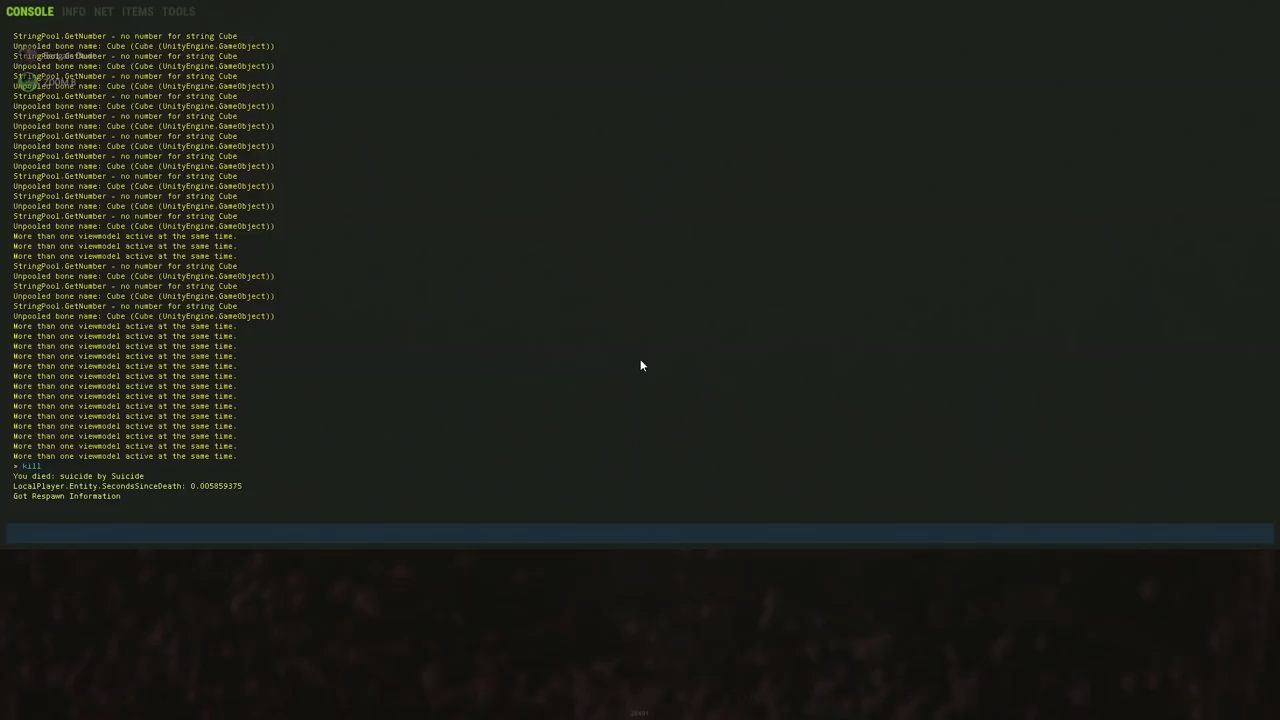 CONSOLE INFO NET ITEMS TOOLS
StringPool.GetNumber - no number for string Cube
Unpooled bone name: Cube (Cube (UnityEngine.GameObject))
StringPool.GetNumber - no number for string Cube
Unpooled bone name: Cube (Cube (UnityEngine.GameObject))
StringPool.GetNumber - no number for string Cube
Unpooled bone name: Cube (Cube (UnityEngine.GameObject))
StringPool.GetNumber - no number for string Cube
Unpooled bone name: Cube (Cube (UnityEngine.GameObject))
StringPool.GetNumber - no number for string Cube
Unpooled bone name: Cube (Cube (UnityEngine.GameObject))
StringPool.GetNumber - no number for string Cube
Unpooled bone name: Cube (Cube (UnityEngine.GameObject))
StringPool.GetNumber - no number for string Cube
Unpooled bone name: Cube (Cube (UnityEngine.GameObject))
StringPool.GetNumber - no number for string Cube
Unpooled bone name: Cube (Cube (UnityEngine.GameObject))
StringPool.GetNumber - no number for string Cube
Unpooled bone name: Cube (Cube (UnityEngine.GameObject))
StringPool.GetNumber - no number for string Cube
Unpooled bone name: Cube (Cube (UnityEngine.GameObject))
More than one viewmodel active at the same time.
More than one viewmodel active at the same time.
More than one viewmodel active at the same time.
StringPool.GetNumber - no number for string Cube
Unpooled bone name: Cube (Cube (UnityEngine.GameObject))
StringPool.GetNumber - no number for string Cube
Unpooled bone name: Cube (Cube (UnityEngine.GameObject))
StringPool.GetNumber - no number for string Cube
Unpooled bone name: Cube (Cube (UnityEngine.GameObject))
More than one viewmodel active at the same time.
More than one viewmodel active at the same time.
More than one viewmodel active at the same time.
More than one viewmodel active at the same time.
More than one viewmodel active at the same time.
More than one viewmodel active at the same time.
More than one viewmodel active at the same time.
More than one viewmodel active at the same time.
More than one viewmodel active at the same time.
More than one viewmodel active at the same time.
More than one viewmodel active at the same time.
More than one viewmodel active at the same time.
More than one viewmodel active at the same time.
More than one viewmodel active at the same time.
> kill
You died: suicide by Suicide
LocalPlayer.Entity.SecondsSinceDeath: 0.005859375
Got Respawn Information